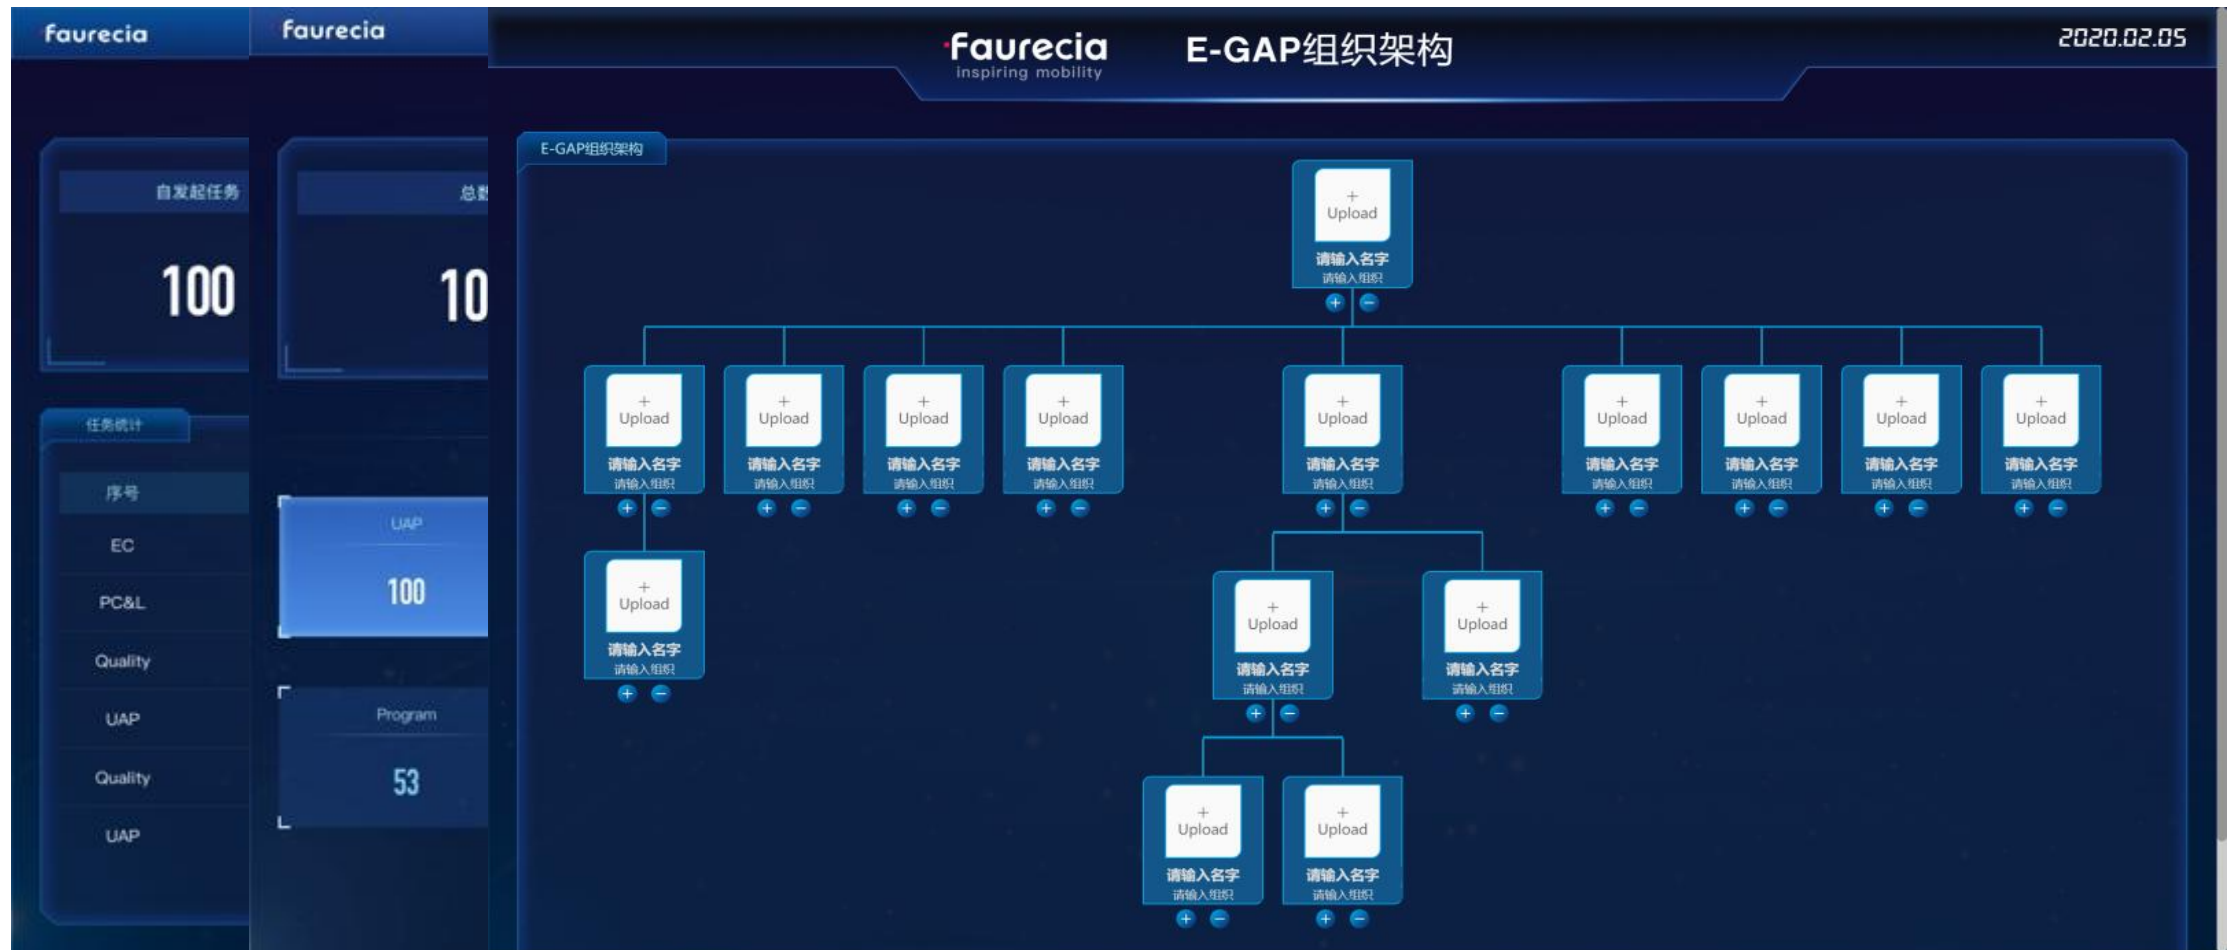 faurecia
自发起任务
100
任务统计
序号
EC
PC&L
Quality
UAP
Quality
UAP
faurecia
总数
10
UAP
100
Program
53
faurecia
inspiring mobility
E-GAP组织架构
2020.02.05
E-GAP组织架构
+
Upload
请输入名字
请输入组织
+ Upload 请输入名字 请输入组织
+ Upload 请输入名字 请输入组织
+ Upload 请输入名字 请输入组织
+ Upload 请输入名字 请输入组织
+ Upload 请输入名字 请输入组织
+ Upload 请输入名字 请输入组织
+ Upload 请输入名字 请输入组织
+ Upload 请输入名字 请输入组织
+ Upload 请输入名字 请输入组织
+ Upload 请输入名字 请输入组织
+ Upload 请输入名字 请输入组织
+ Upload 请输入名字 请输入组织
+ Upload 请输入名字 请输入组织
+ Upload 请输入名字 请输入组织